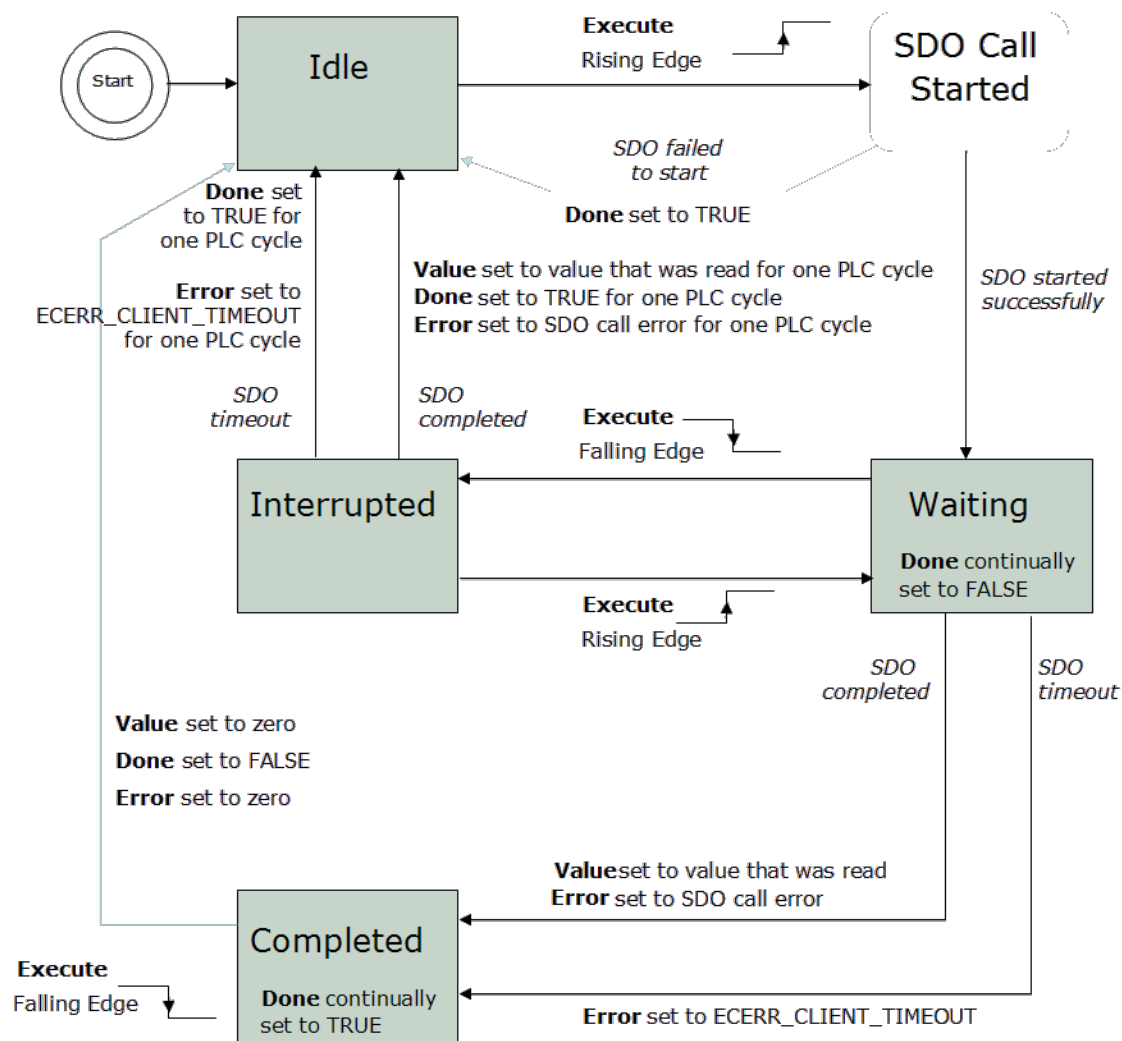 Start
Idle
Execute
Rising Edge
SDO Call
Started
SDO failed
to start
Done set to TRUE
Done set
to TRUE for
one PLC cycle
Error set to
ECERR_CLIENT_TIMEOUT
for one PLC cycle
Value set to value that was read for one PLC cycle
Done set to TRUE for one PLC cycle
Error set to SDO call error for one PLC cycle
SDO started
successfully
SDO
timeout
SDO
completed
Execute
Falling Edge
Interrupted
Waiting
Done continually
set to FALSE
Execute
Rising Edge
SDO
completed
SDO
timeout
Value set to zero
Done set to FALSE
Error set to zero
Valueset to value that was read
Error set to SDO call error
Completed
Done continually
set to TRUE
Execute
Falling Edge
Error set to ECERR_CLIENT_TIMEOUT